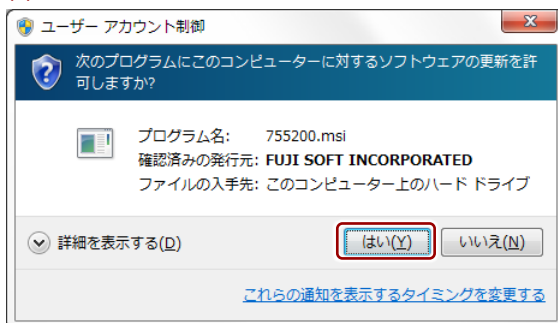 ユーザー アカウント制御
次のプログラムにこのコンピューターに対するソフトウェアの更新を許
可しますか?
プログラム名: 755200.msi
確認済みの発行元: FUJI SOFT INCORPORATED
ファイルの入手先: このコンピューター上のハード ドライブ
詳細を表示する(D)
はい(Y)
いいえ(N)
これらの通知を表示するタイミングを変更する